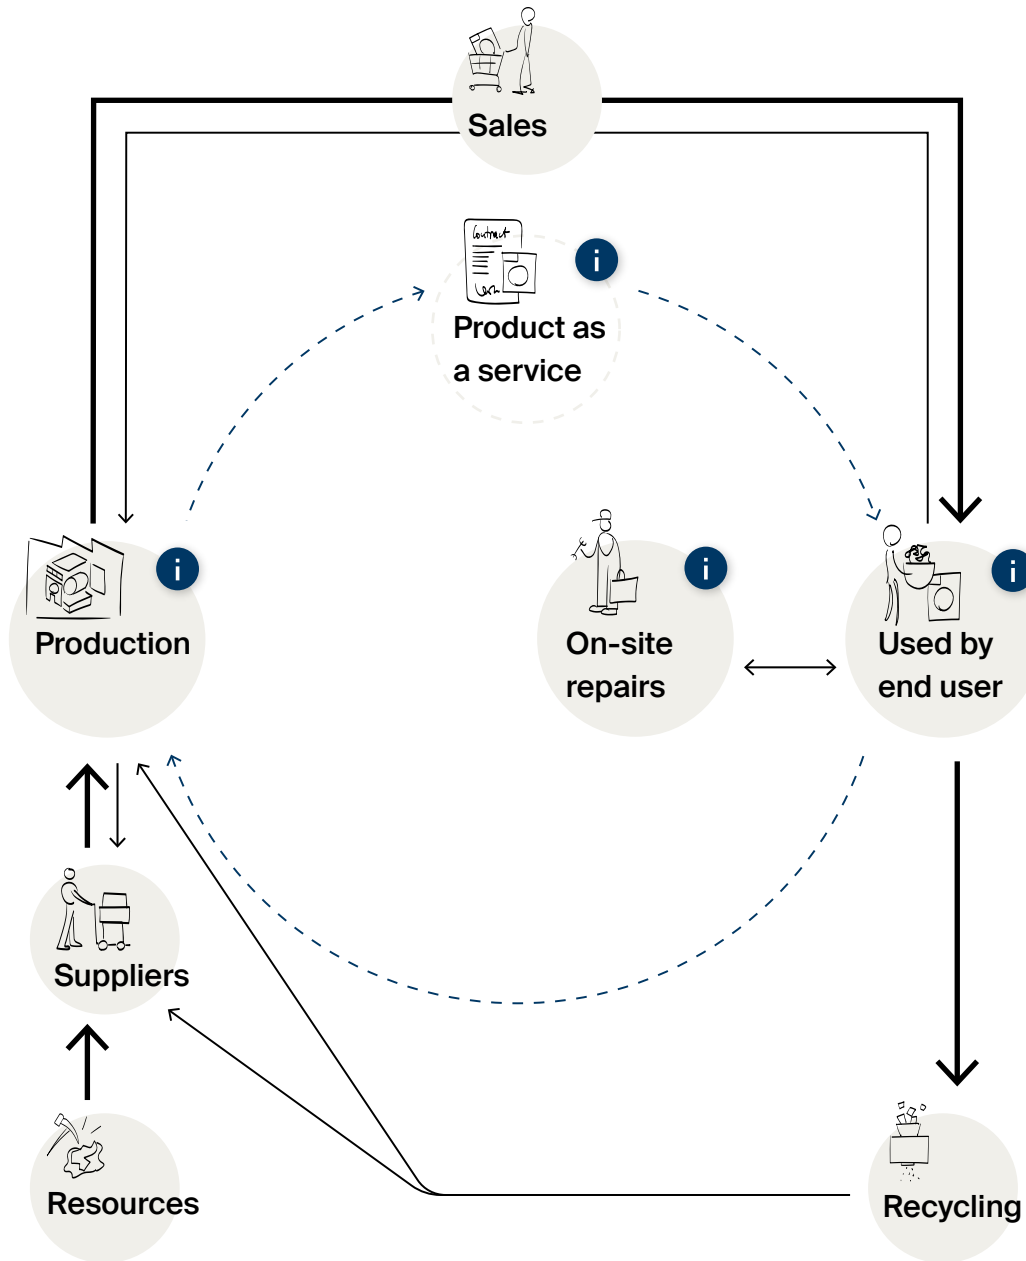 Sales
Contract
i
Product as
a service
i
Production
i
On-site
repairs
i
Used by
end user
Suppliers
Resources
Recycling